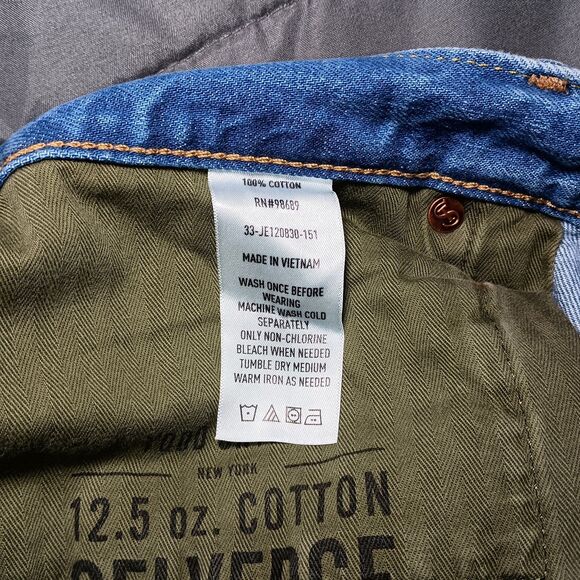 100% COTTON
RN#98689
33-JE120830-151
MADE IN VIETNAM
WASH ONCE BEFORE
WEARING
MACHINE WASH COLD
SEPARATELY
ONLY NON-CHLORINE
BLEACH WHEN NEEDED
TUMBLE DRY MEDIUM
WARM IRON AS NEEDED
NEW YORK
12.5 oz. COTTON
SELVEDGE